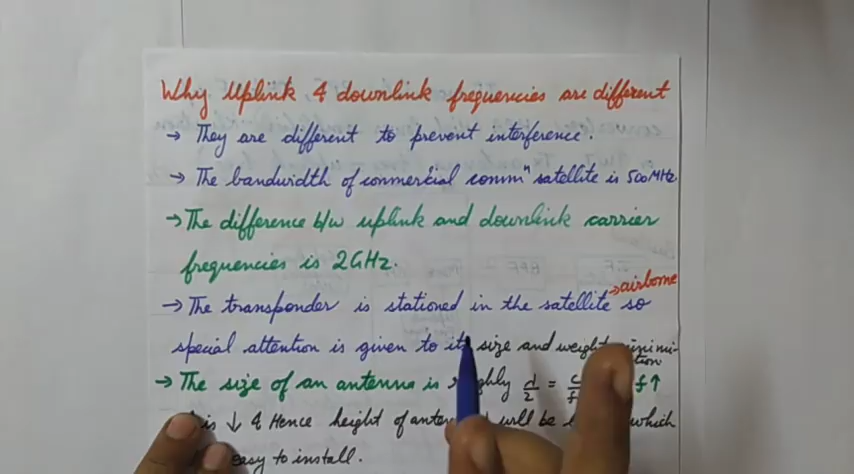 Why Uplink & downlink frequencies are different
→ They are different to prevent interference.
→ The bandwidth of commercial commⁿ satellite is 500MHz
→ The difference b/w uplink and downlink carrier
frequencies is 2GHz.
→ airborne
→ The transponder is stationed in the satellite so
special attention is given to its size and weight
→ The size of an antenna is roughly f↑
is ↓ & Hence height of antenna will be which
easy to install.